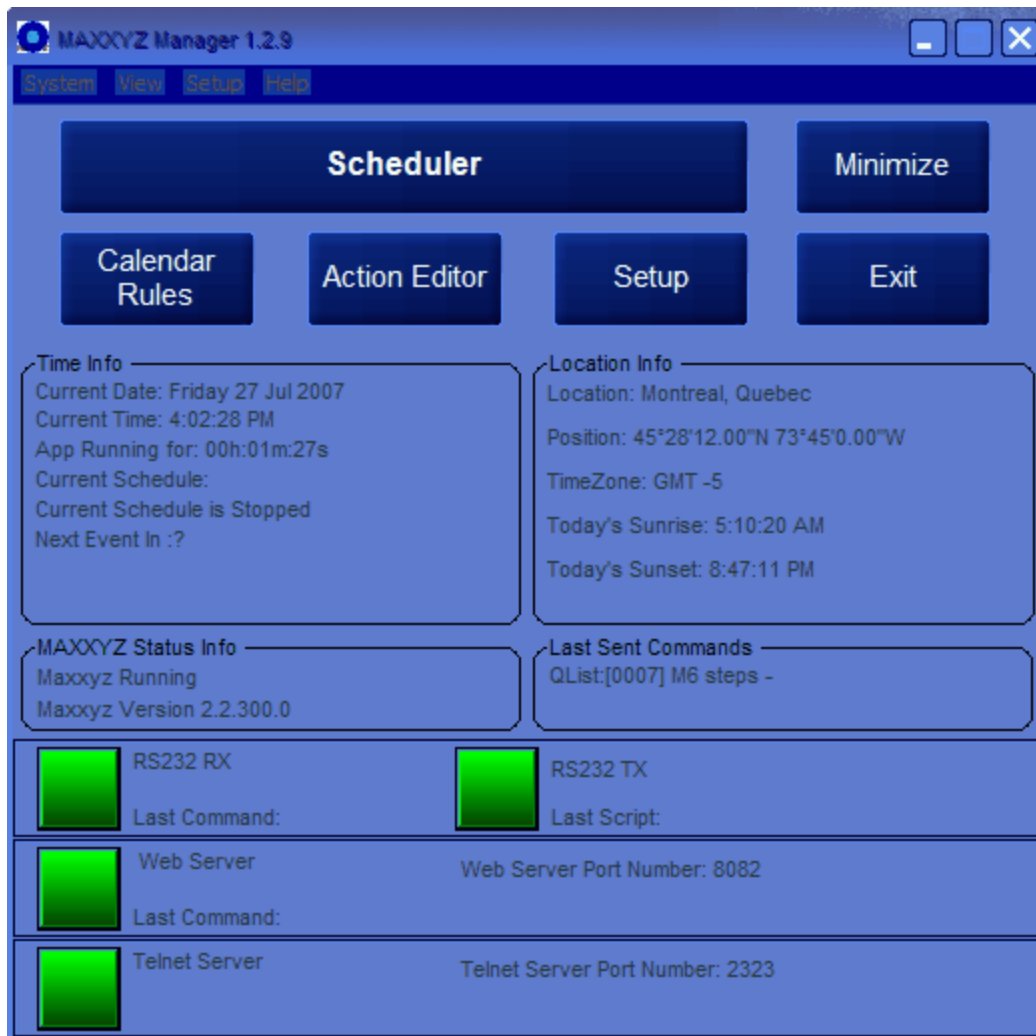 MAXXYZ Manager 1.2.9
System View Setup Help
Scheduler
Minimize
Calendar
Rules
Action Editor
Setup
Exit
Time Info
Current Date: Friday 27 Jul 2007
Current Time: 4:02:28 PM
App Running for: 00h:01m:27s
Current Schedule:
Current Schedule is Stopped
Next Event In :?
Location Info
Location: Montreal, Quebec
Position: 45°28'12.00"N 73°45'0.00"W
TimeZone: GMT -5
Today's Sunrise: 5:10:20 AM
Today's Sunset: 8:47:11 PM
MAXXYZ Status Info
Maxxyz Running
Maxxyz Version 2.2.300.0
Last Sent Commands
QList:[0007] M6 steps -
RS232 RX
Last Command:
RS232 TX
Last Script:
Web Server
Last Command:
Web Server Port Number: 8082
Telnet Server
Telnet Server Port Number: 2323